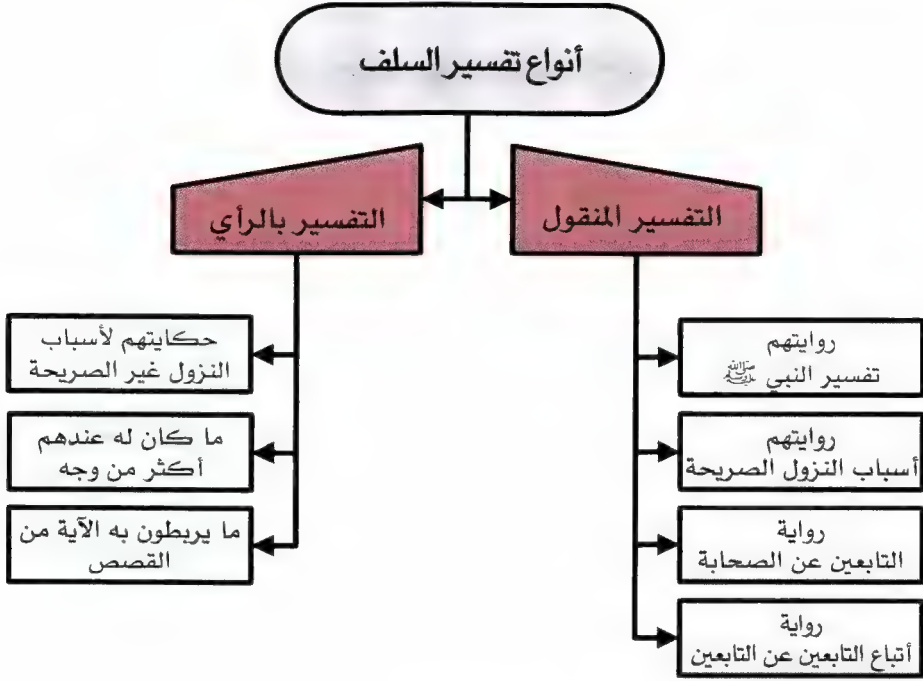 أنواع تفسير السلف
التفسير المنقول
روايتهم
تفسير النبي ﷺ
روايتهم
أسباب النزول الصريحة
رواية
التابعين عن الصحابة
رواية
أتباع التابعين عن التابعين
التفسير بالرأي
حكايتهم لأسباب
النزول غير الصريحة
ما كان له عندهم
أكثر من وجه
ما يربطون به الآية من
القصص